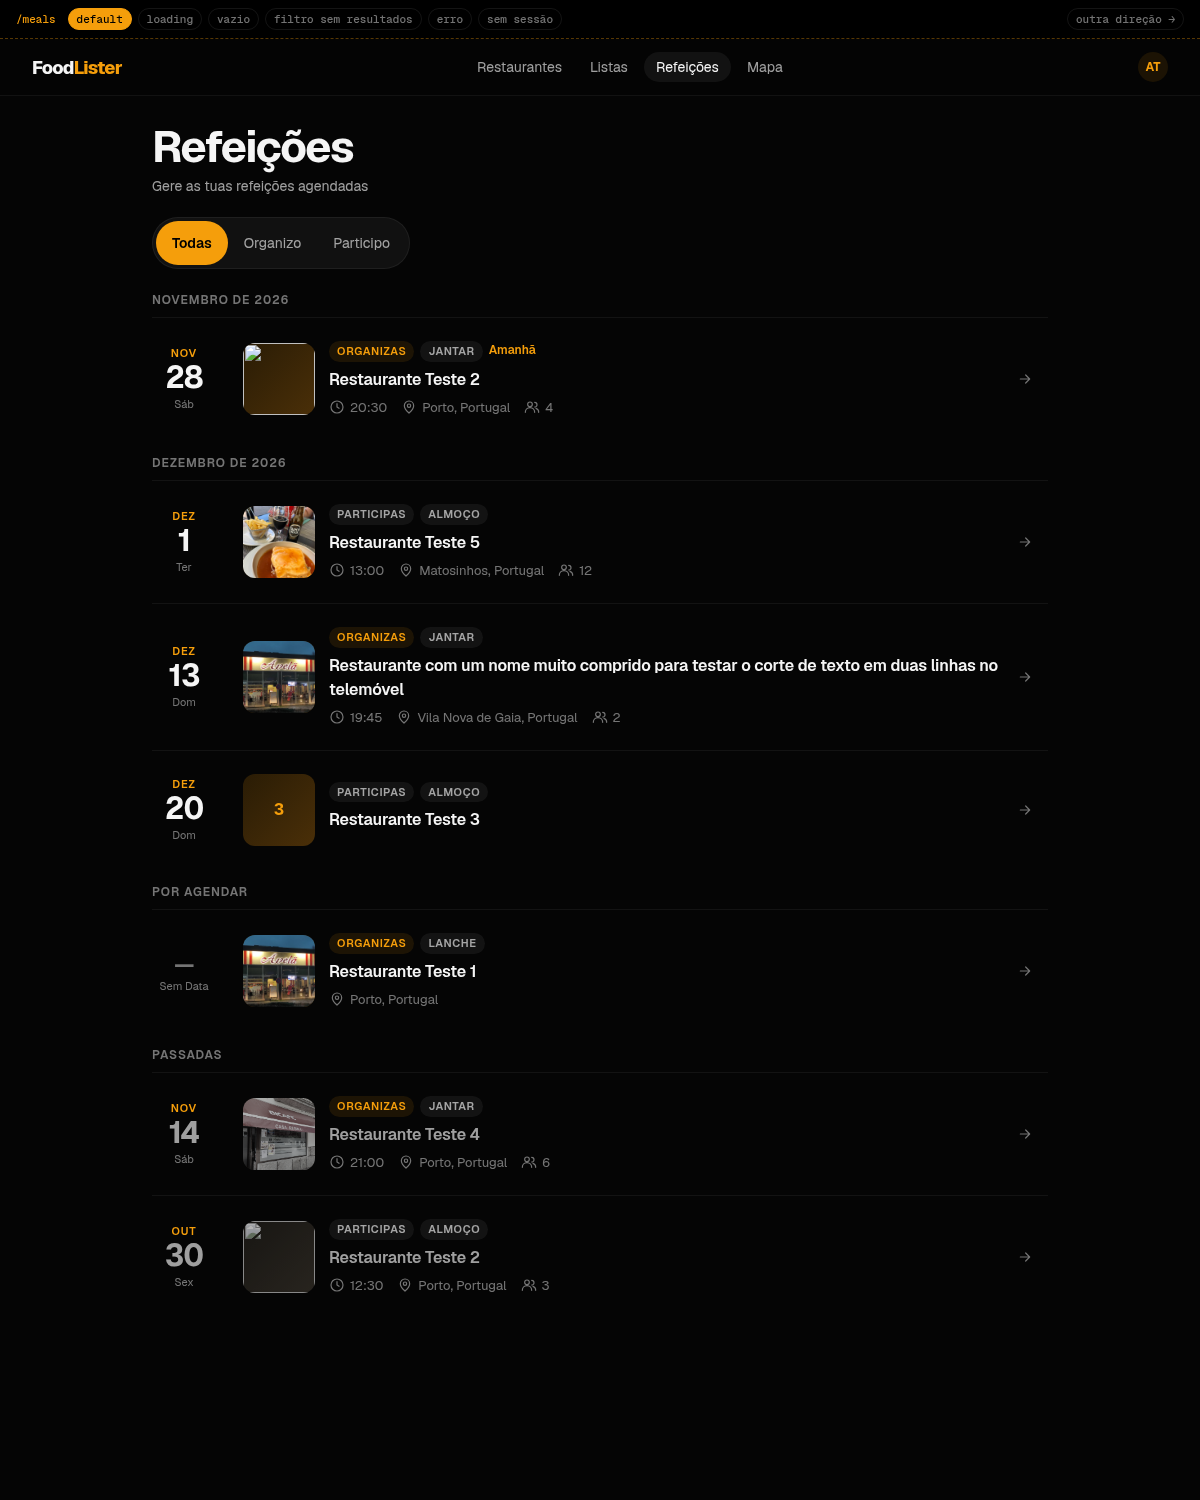 /meals default loading vazio filtro sem resultados erro sem sessão outra direção →
FoodLister Restaurantes Listas Refeições Mapa AT
Refeições
Gere as tuas refeições agendadas
Todas Organizo Participo
NOVEMBRO DE 2026
NOV
28
Sáb
ORGANIZAS JANTAR Amanhã
Restaurante Teste 2
20:30 Porto, Portugal 4
DEZEMBRO DE 2026
DEZ
1
Ter
PARTICIPAS ALMOÇO
Restaurante Teste 5
13:00 Matosinhos, Portugal 12
DEZ
13
Dom
ORGANIZAS JANTAR
Restaurante com um nome muito comprido para testar o corte de texto em duas linhas no
telemóvel
19:45 Vila Nova de Gaia, Portugal 2
DEZ
20
Dom
3
PARTICIPAS ALMOÇO
Restaurante Teste 3
POR AGENDAR
—
Sem Data
ORGANIZAS LANCHE
Restaurante Teste 1
Porto, Portugal
PASSADAS
NOV
14
Sáb
ORGANIZAS JANTAR
Restaurante Teste 4
21:00 Porto, Portugal 6
OUT
30
Sex
PARTICIPAS ALMOÇO
Restaurante Teste 2
12:30 Porto, Portugal 3